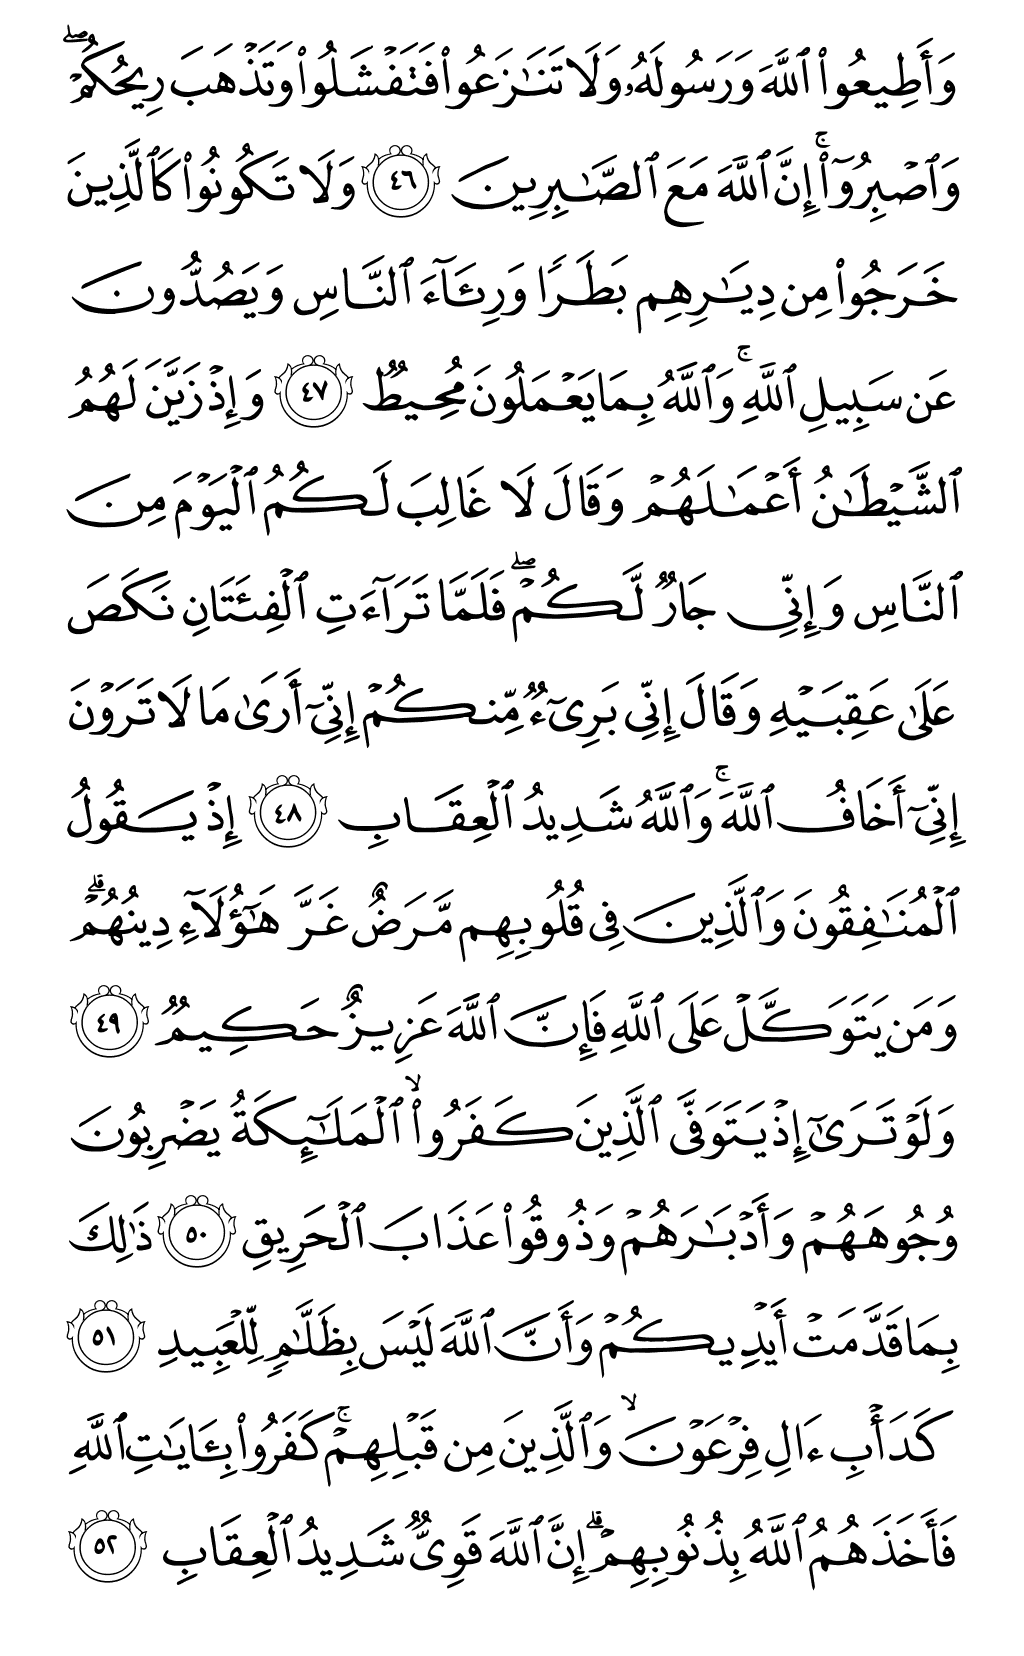 وَأَطِيعُوا۟ ٱللَّهَ وَرَسُولَهُۥ وَلَا تَنَـٰزَعُوا۟ فَتَفْشَلُوا۟ وَتَذْهَبَ رِيحُكُمْ ۖ
وَٱصْبِرُوٓا۟ ۚ إِنَّ ٱللَّهَ مَعَ ٱلصَّـٰبِرِينَ ٤٦ وَلَا تَكُونُوا۟ كَٱلَّذِينَ
خَرَجُوا۟ مِن دِيَـٰرِهِم بَطَرًا وَرِئَآءَ ٱلنَّاسِ وَيَصُدُّونَ
عَن سَبِيلِ ٱللَّهِ ۚ وَٱللَّهُ بِمَا يَعْمَلُونَ مُحِيطٌ ٤٧ وَإِذْ زَيَّنَ لَهُمُ
ٱلشَّيْطَـٰنُ أَعْمَـٰلَهُمْ وَقَالَ لَا غَالِبَ لَكُمُ ٱلْيَوْمَ مِنَ
ٱلنَّاسِ وَإِنِّى جَارٌ لَّكُمْ ۖ فَلَمَّا تَرَآءَتِ ٱلْفِئَتَانِ نَكَصَ
عَلَىٰ عَقِبَيْهِ وَقَالَ إِنِّى بَرِىٓءٌ مِّنكُمْ إِنِّىٓ أَرَىٰ مَا لَا تَرَوْنَ
إِنِّىٓ أَخَافُ ٱللَّهَ ۚ وَٱللَّهُ شَدِيدُ ٱلْعِقَابِ ٤٨ إِذْ يَقُولُ
ٱلْمُنَـٰفِقُونَ وَٱلَّذِينَ فِى قُلُوبِهِم مَّرَضٌ غَرَّ هَـٰٓؤُلَآءِ دِينُهُمْ ۗ
وَمَن يَتَوَكَّلْ عَلَى ٱللَّهِ فَإِنَّ ٱللَّهَ عَزِيزٌ حَكِيمٌ ٤٩
وَلَوْ تَرَىٰٓ إِذْ يَتَوَفَّى ٱلَّذِينَ كَفَرُوا۟ ۙ ٱلْمَلَـٰٓئِكَةُ يَضْرِبُونَ
وُجُوهَهُمْ وَأَدْبَـٰرَهُمْ وَذُوقُوا۟ عَذَابَ ٱلْحَرِيقِ ٥٠ ذَٰلِكَ
بِمَا قَدَّمَتْ أَيْدِيكُمْ وَأَنَّ ٱللَّهَ لَيْسَ بِظَلَّـٰمٍ لِّلْعَبِيدِ ٥١
كَدَأْبِ ءَالِ فِرْعَوْنَ ۙ وَٱلَّذِينَ مِن قَبْلِهِمْ ۚ كَفَرُوا۟ بِـَٔايَـٰتِ ٱللَّهِ
فَأَخَذَهُمُ ٱللَّهُ بِذُنُوبِهِمْ ۗ إِنَّ ٱللَّهَ قَوِىٌّ شَدِيدُ ٱلْعِقَابِ ٥٢